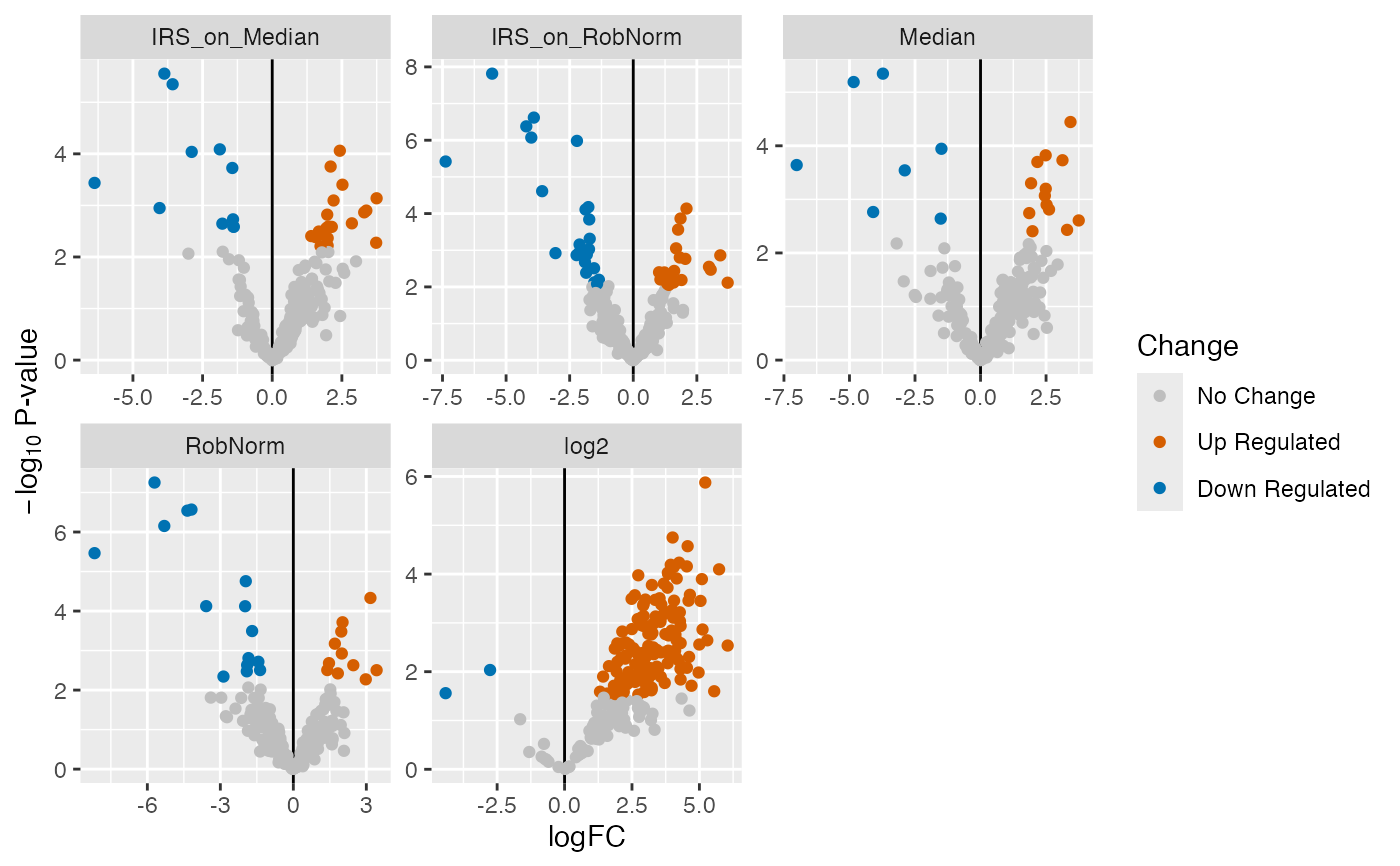 IRS_on_Median
IRS_on_RobNorm
Median
4
2
0
-5.0 -2.5 0.0 2.5
8
6
4
2
0
-7.5 -5.0 -2.5 0.0 2.5
4
2
0
-7.5 -5.0 -2.5 0.0 2.5
RobNorm
log2
6
4
2
0
-6 -3 0 3
6
4
2
0
-2.5 0.0 2.5 5.0
logFC
−log₁₀ P-value
Change
No Change
Up Regulated
Down Regulated